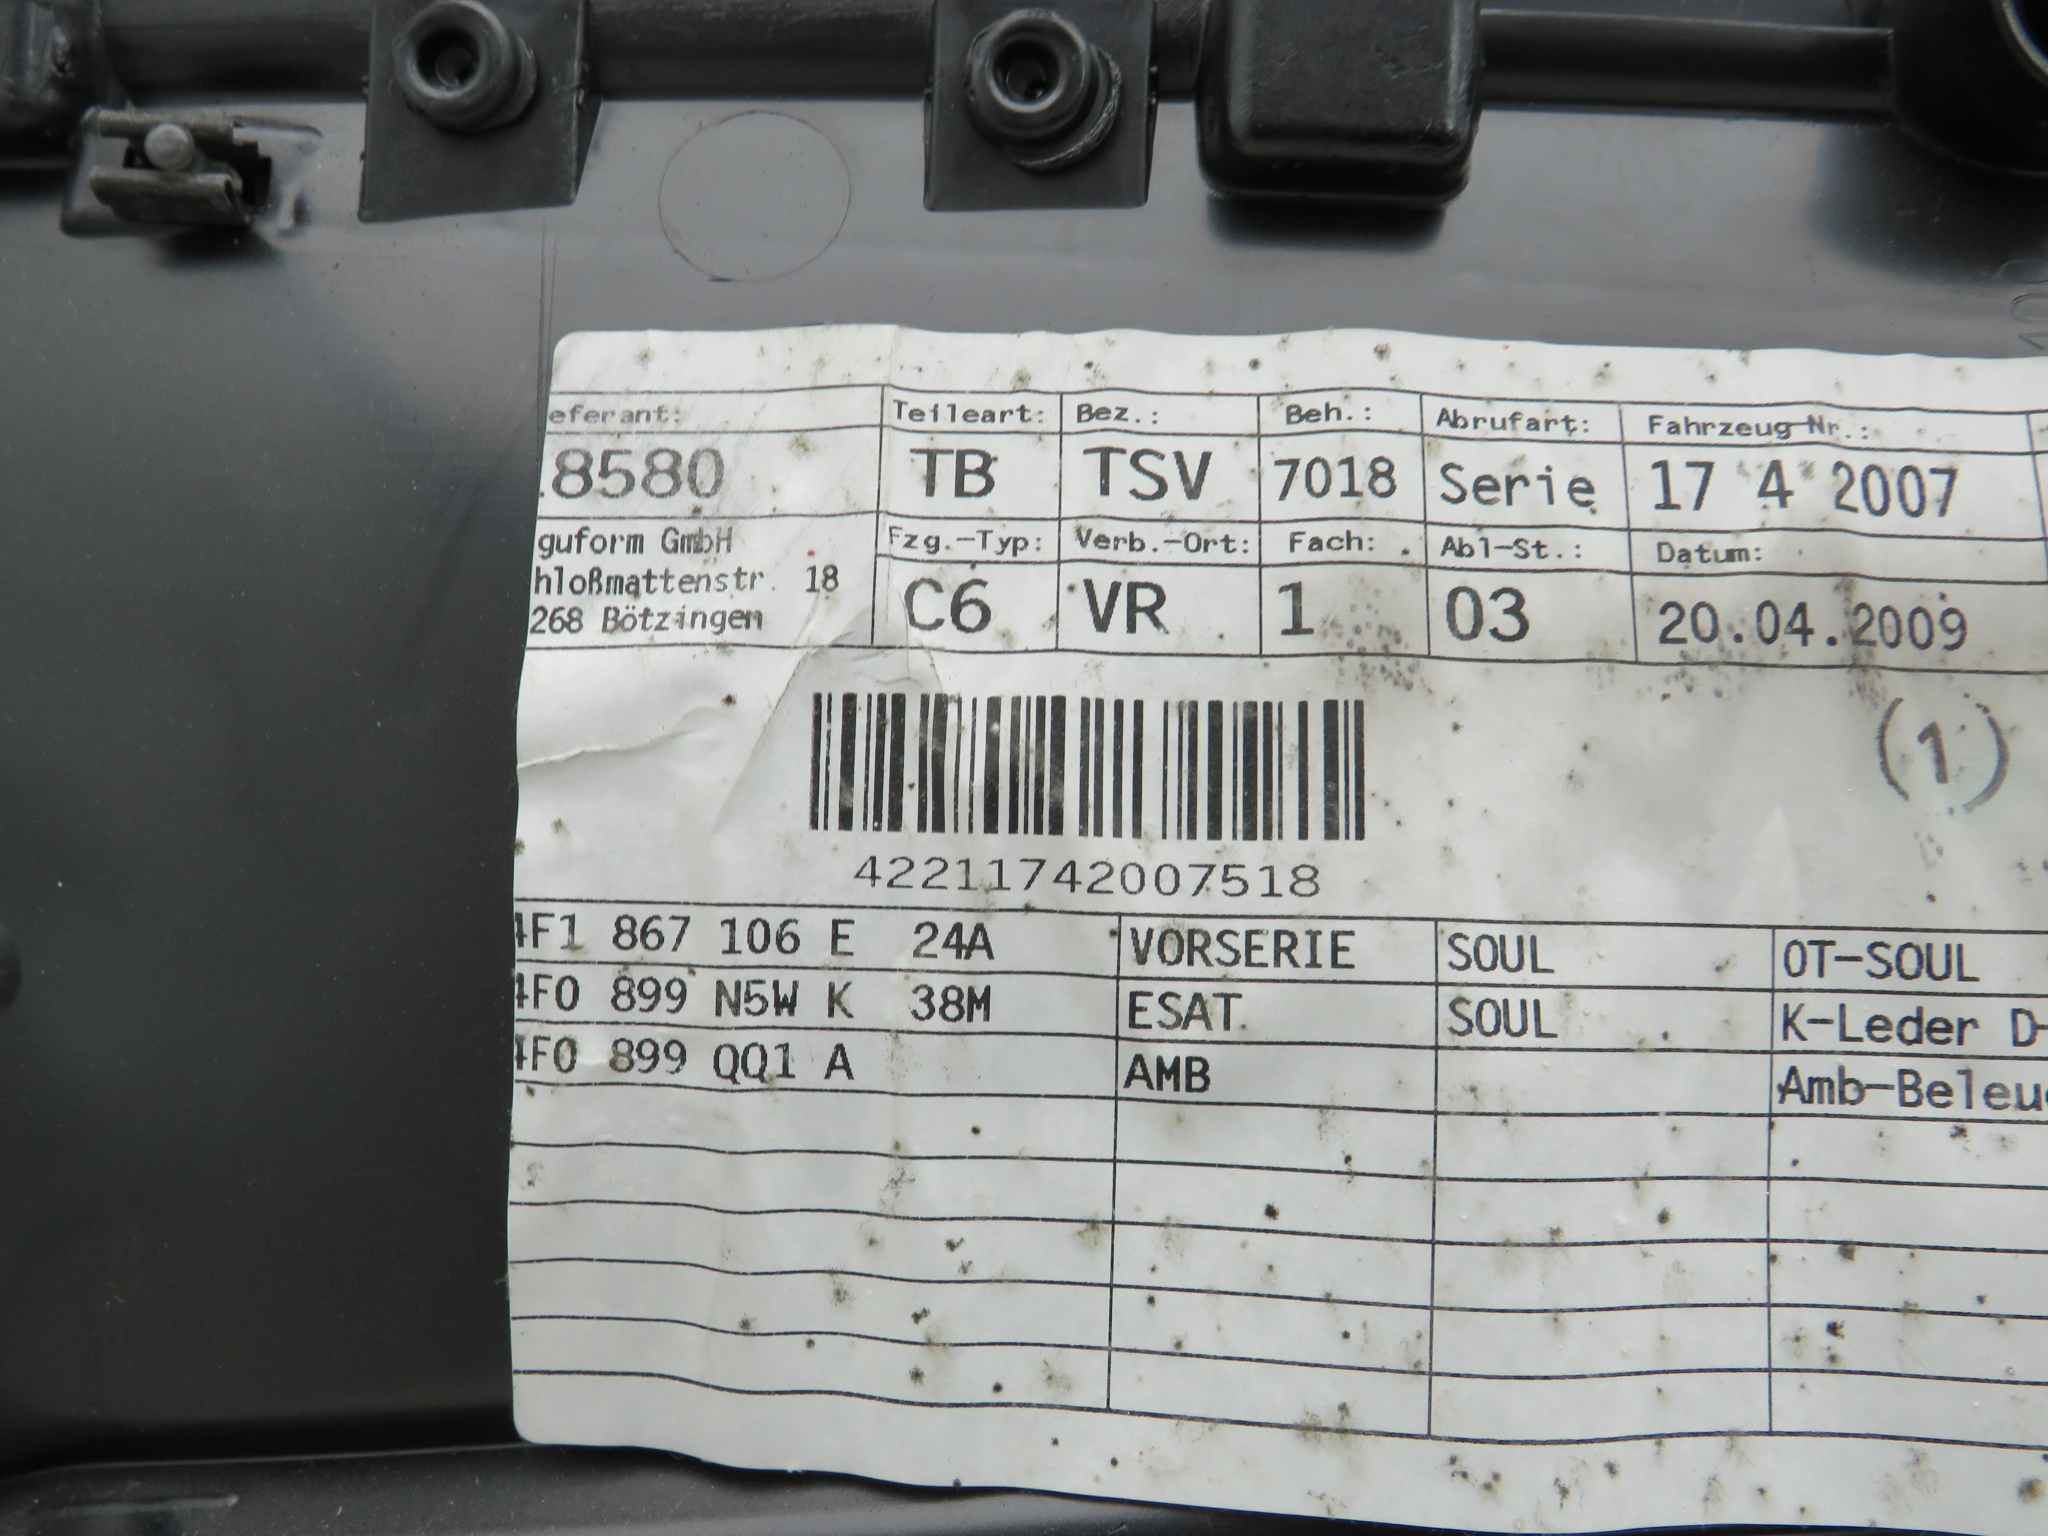 eferant: Teileart: Bez.: Beh.: Abrufart: Fahrzeug-Nr.:
.8580 TB TSV 7018 Serie 17 4 2007
guform GmbH Fzg.-Typ: Verb.-Ort: Fach: Abl-St.: Datum:
hloßmattenstr. 18
268 Bötzingen C6 VR 1 03 20.04.2009
(1)
42211742007518
4F1 867 106 E 24A VORSERIE SOUL OT-SOUL
4F0 899 N5W K 38M ESAT SOUL K-Leder D-
4F0 899 QQ1 A AMB Amb-Beleu